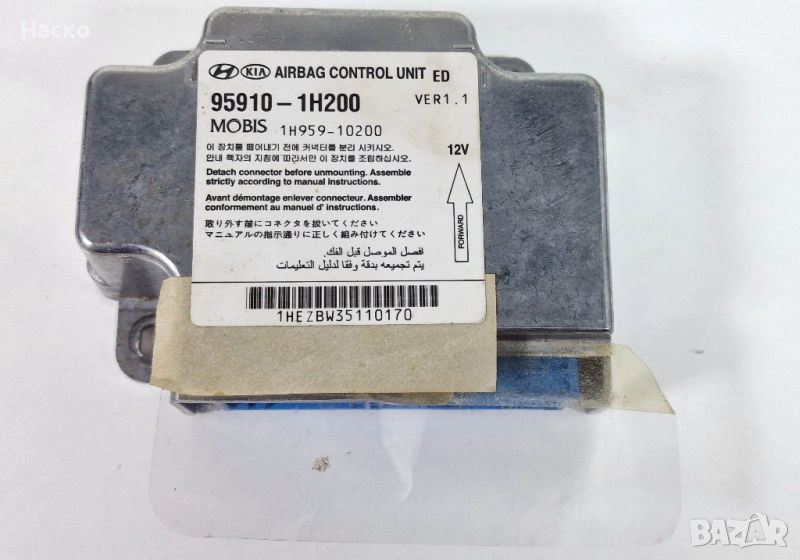 Наско
HYUNDAI KIA AIRBAG CONTROL UNIT ED
95910-1H200 VER1.1
MOBIS 1H959-10200
이 장치를 떼어내기 전에 커넥터를 분리 시키시오.
안내 책자의 지침에 따라서만 이 장치를 조립하십시오.
12V
Detach connector before unmounting. Assemble
strictly according to manual instructions.
Avant démontage enlever connecteur. Assembler
conformement au manuel d' instructions.
FORWARD
取り外す前にコネクタを抜いてください
マニュアルの指示通りに正しく組み付けてください
افصل الموصل قبل الفك.
يتم تجميعه بدقة وفقا لدليل التعليمات
1HEZBW35110170
BAZAR